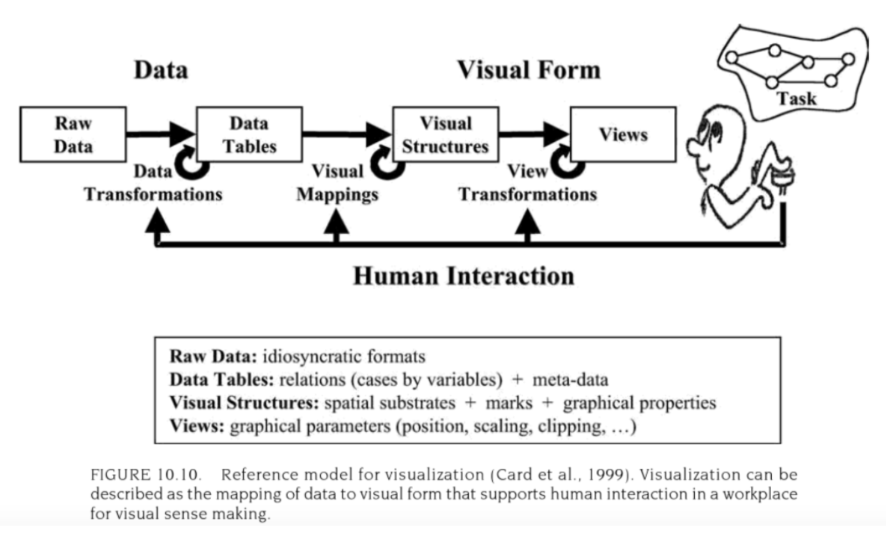 Data
Visual Form
Task
Raw
Data
Data
Tables
Visual
Structures
Views
Data
Transformations
Visual
Mappings
View
Transformations
Human Interaction
Raw Data: idiosyncratic formats
Data Tables: relations (cases by variables) + meta-data
Visual Structures: spatial substrates + marks + graphical properties
Views: graphical parameters (position, scaling, clipping, …)
FIGURE 10.10. Reference model for visualization (Card et al., 1999). Visualization can be
described as the mapping of data to visual form that supports human interaction in a workplace
for visual sense making.